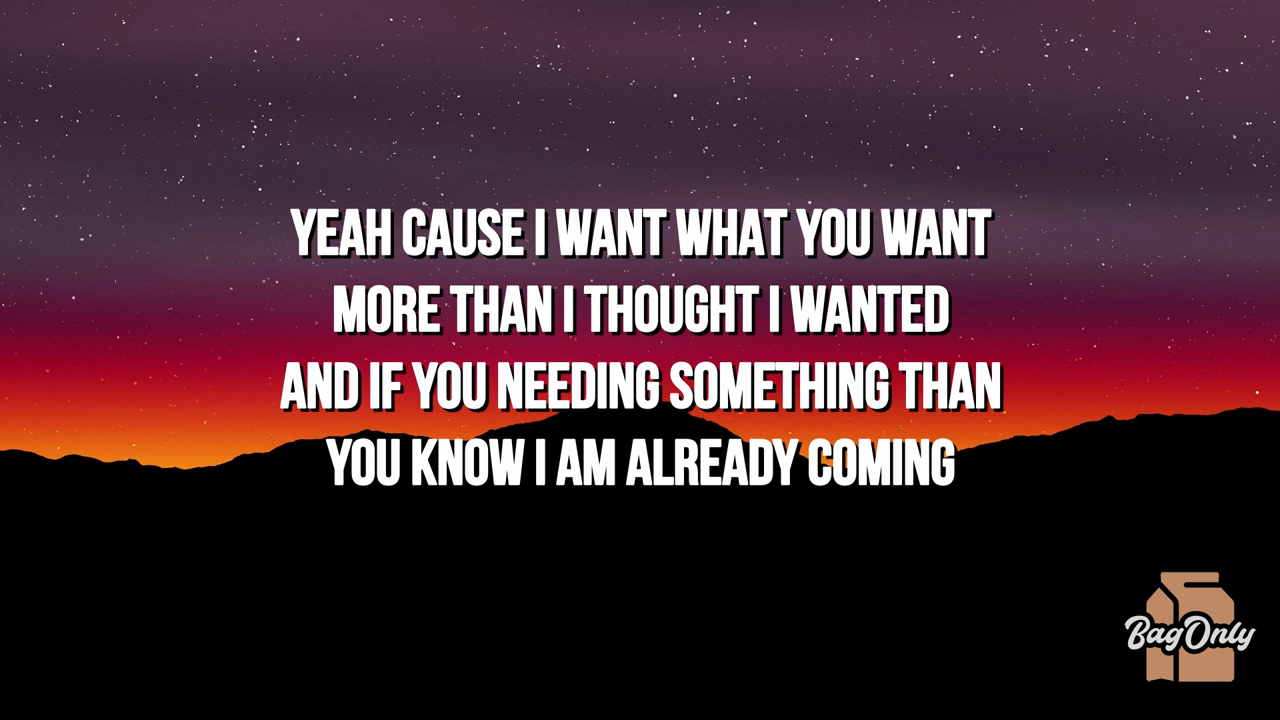 YEAH CAUSE I WANT WHAT YOU WANT
MORE THAN I THOUGHT I WANTED
AND IF YOU NEEDING SOMETHING THAN
YOU KNOW I AM ALREADY COMING
BagOnly